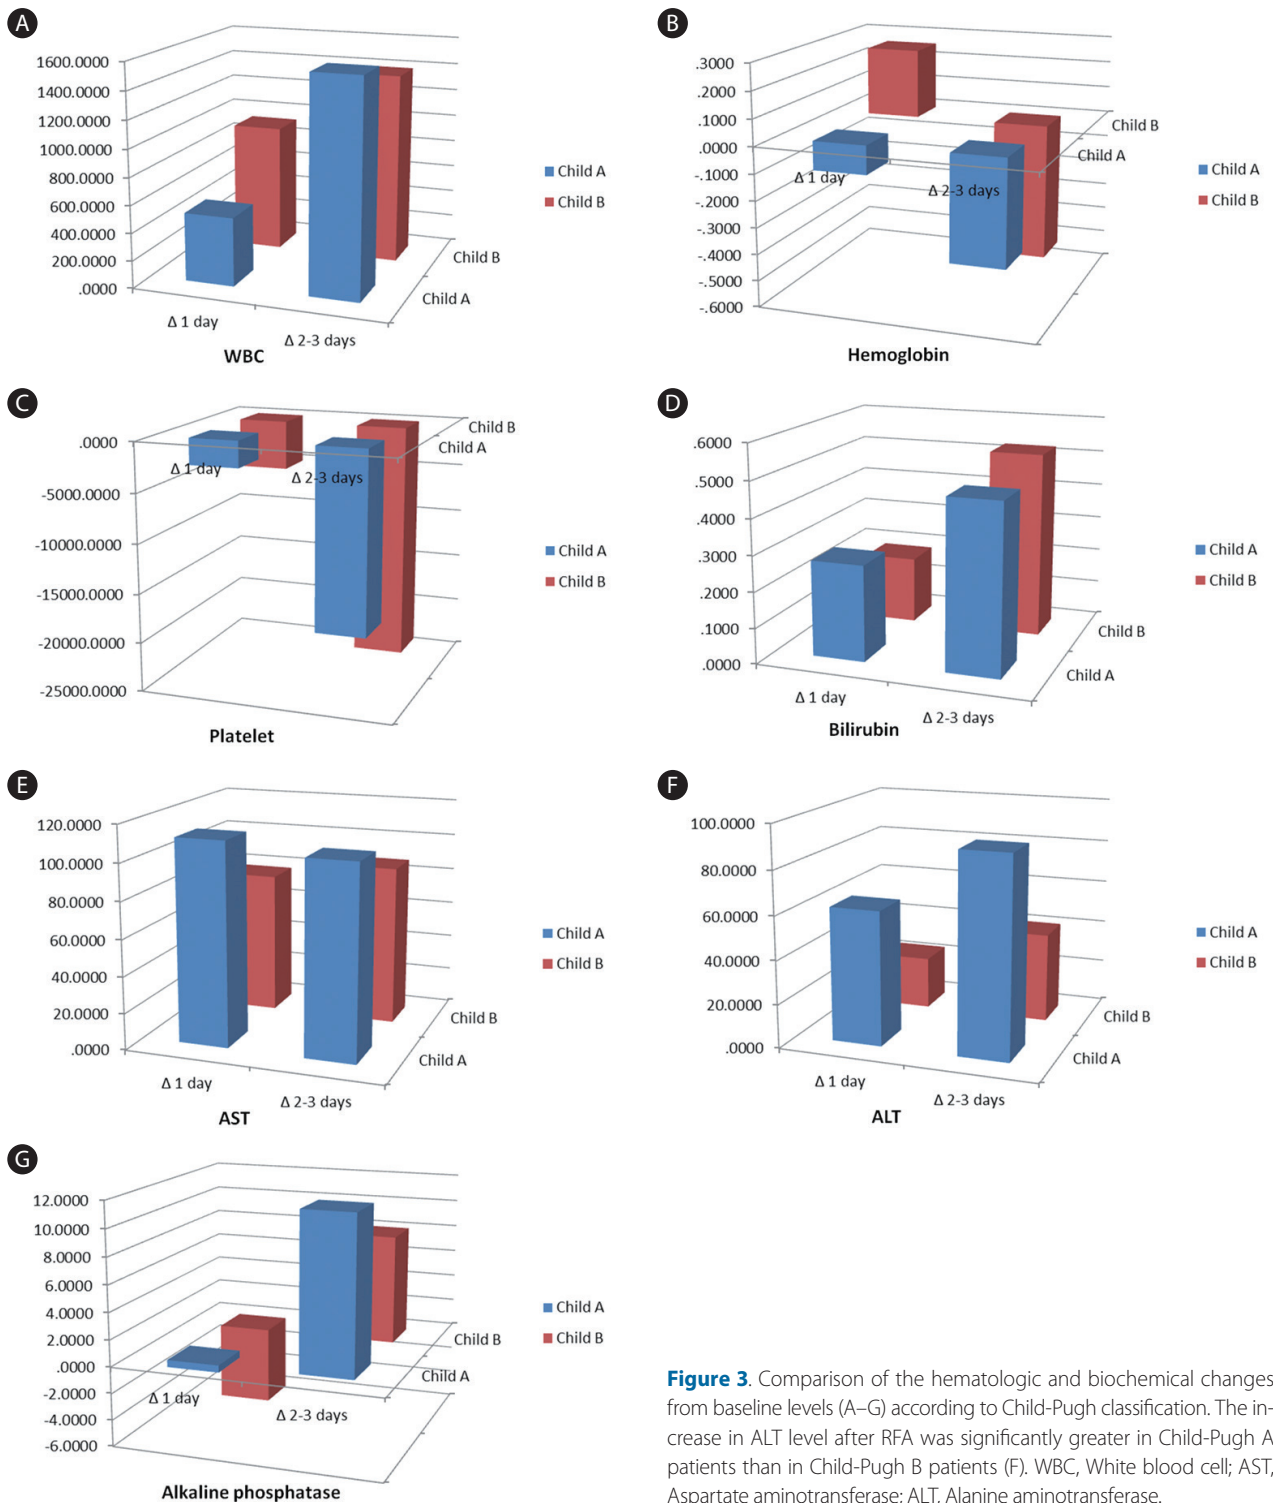 A
1600.0000
1400.0000
1200.0000
1000.0000
800.0000
600.0000
400.0000
200.0000
.0000
Δ 1 day
Δ 2-3 days
WBC
Child B
Child A
Child A
Child B
B
.3000
.2000
.1000
.0000
-.1000
-.2000
-.3000
-.4000
-.5000
-.6000
Δ 1 day
Δ 2-3 days
Hemoglobin
Child B
Child A
Child A
Child B
C
.0000
-5000.0000
-10000.0000
-15000.0000
-20000.0000
-25000.0000
Δ 1 day
Δ 2-3 days
Platelet
Child B
Child A
Child A
Child B
D
.6000
.5000
.4000
.3000
.2000
.1000
.0000
Δ 1 day
Δ 2-3 days
Bilirubin
Child B
Child A
Child A
Child B
E
120.0000
100.0000
80.0000
60.0000
40.0000
20.0000
.0000
Δ 1 day
Δ 2-3 days
AST
Child B
Child A
Child A
Child B
F
100.0000
80.0000
60.0000
40.0000
20.0000
.0000
Δ 1 day
Δ 2-3 days
ALT
Child B
Child A
Child A
Child B
G
12.0000
10.0000
8.0000
6.0000
4.0000
2.0000
.0000
-2.0000
-4.0000
-6.0000
Δ 1 day
Δ 2-3 days
Alkaline phosphatase
Child B
Child A
Child A
Child B
Figure 3. Comparison of the hematologic and biochemical changes
from baseline levels (A–G) according to Child-Pugh classification. The in-
crease in ALT level after RFA was significantly greater in Child-Pugh A
patients than in Child-Pugh B patients (F). WBC, White blood cell; AST,
Aspartate aminotransferase; ALT, Alanine aminotransferase.